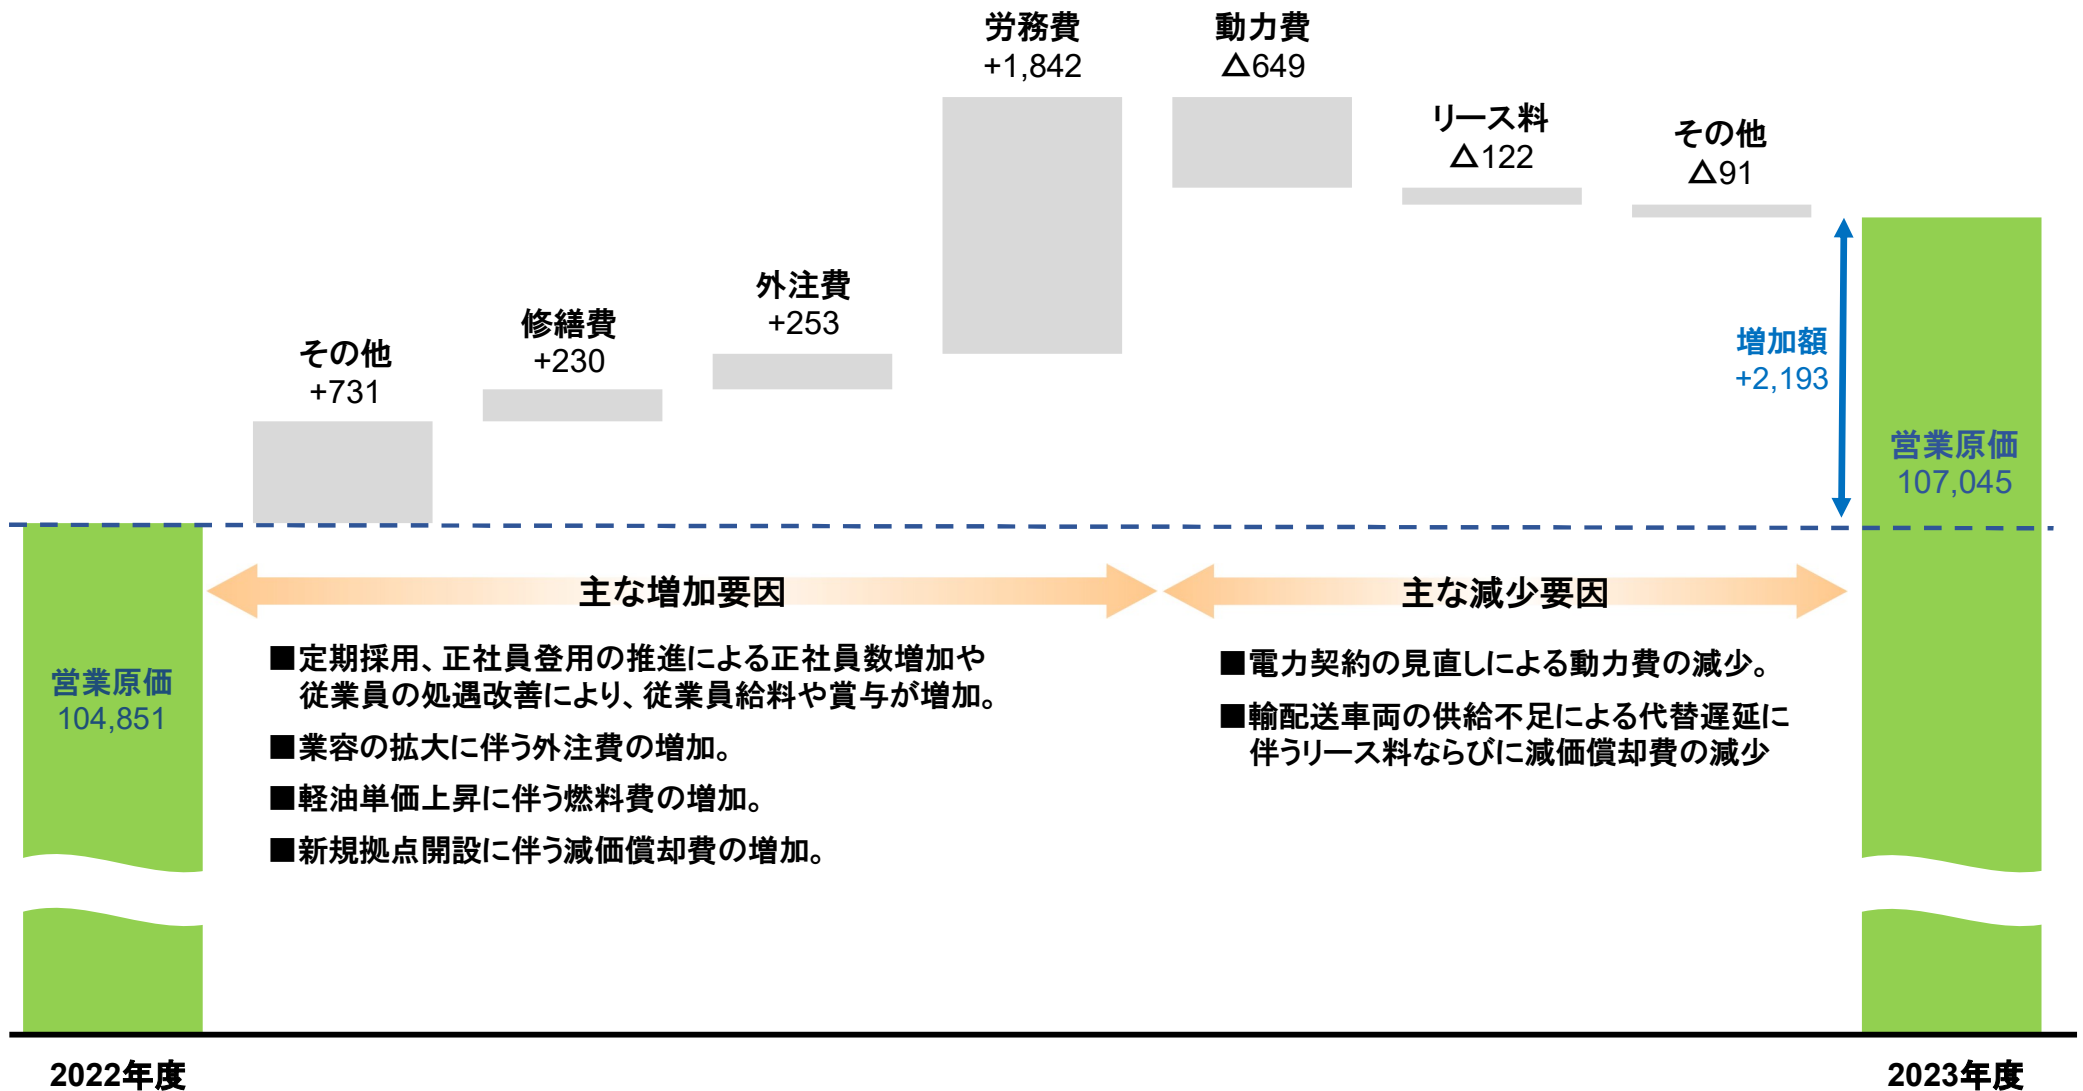 労務費
+1,842
動力費
△649
リース料
△122
その他
△91
外注費
+253
修繕費
+230
その他
+731
増加額
+2,193
営業原価
107,045
主な増加要因
主な減少要因
■定期採用、正社員登用の推進による正社員数増加や
従業員の処遇改善により、従業員給料や賞与が増加。
■業容の拡大に伴う外注費の増加。
■軽油単価上昇に伴う燃料費の増加。
■新規拠点開設に伴う減価償却費の増加。
■電力契約の見直しによる動力費の減少。
■輸配送車両の供給不足による代替遅延に
伴うリース料ならびに減価償却費の減少
営業原価
104,851
2022年度
2023年度